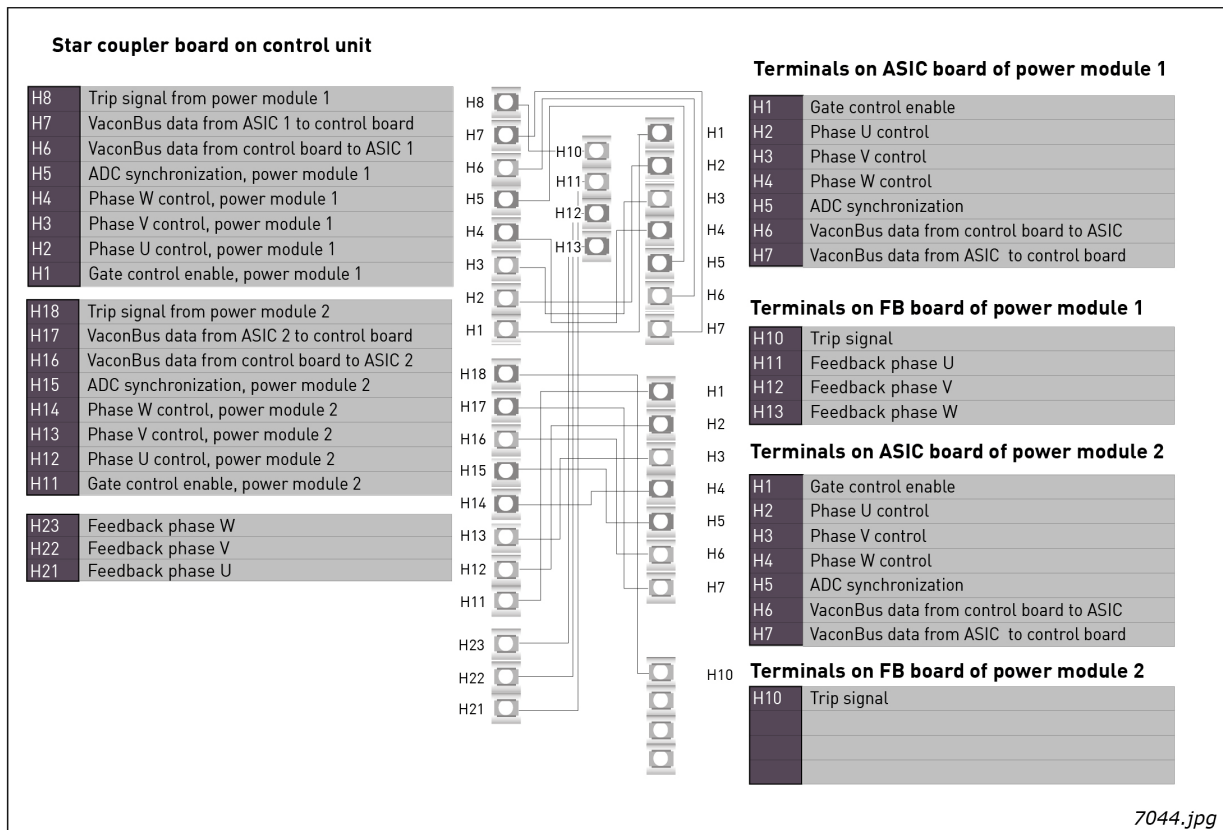 Star coupler board on control unit
H8 Trip signal from power module 1
H7 VaconBus data from ASIC 1 to control board
H6 VaconBus data from control board to ASIC 1
H5 ADC synchronization, power module 1
H4 Phase W control, power module 1
H3 Phase V control, power module 1
H2 Phase U control, power module 1
H1 Gate control enable, power module 1
H18 Trip signal from power module 2
H17 VaconBus data from ASIC 2 to control board
H16 VaconBus data from control board to ASIC 2
H15 ADC synchronization, power module 2
H14 Phase W control, power module 2
H13 Phase V control, power module 2
H12 Phase U control, power module 2
H11 Gate control enable, power module 2
H23 Feedback phase W
H22 Feedback phase V
H21 Feedback phase U
H8
H7
H6
H5
H4
H3
H2
H1
H18
H17
H16
H15
H14
H13
H12
H11
H23
H22
H21
H10
H11
H12
H13
H1
H2
H3
H4
H5
H6
H7
H1
H2
H3
H4
H5
H6
H7
H10
Terminals on ASIC board of power module 1
H1 Gate control enable
H2 Phase U control
H3 Phase V control
H4 Phase W control
H5 ADC synchronization
H6 VaconBus data from control board to ASIC
H7 VaconBus data from ASIC to control board
Terminals on FB board of power module 1
H10 Trip signal
H11 Feedback phase U
H12 Feedback phase V
H13 Feedback phase W
Terminals on ASIC board of power module 2
H1 Gate control enable
H2 Phase U control
H3 Phase V control
H4 Phase W control
H5 ADC synchronization
H6 VaconBus data from control board to ASIC
H7 VaconBus data from ASIC to control board
Terminals on FB board of power module 2
H10 Trip signal
7044.jpg